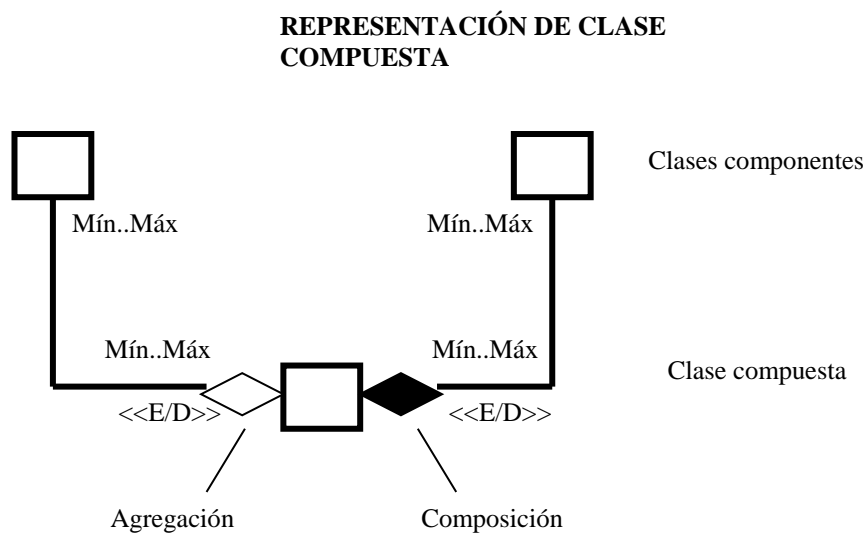 REPRESENTACIÓN DE CLASE
COMPUESTA
Clases componentes
Mín..Máx
Mín..Máx
Mín..Máx
Mín..Máx
Clase compuesta
<<E/D>>
<<E/D>>
Agregación
Composición